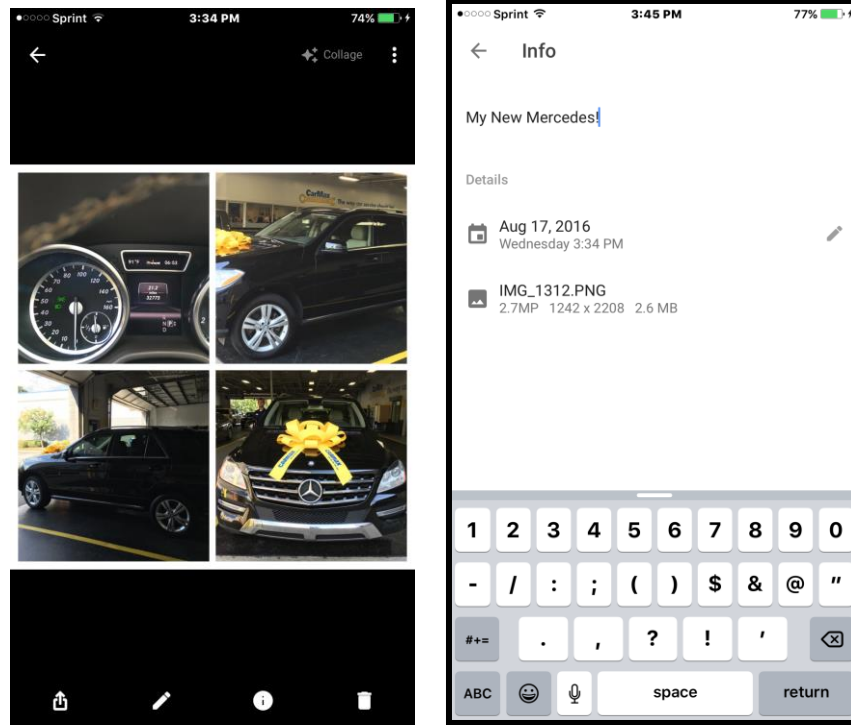 Sprint 3:34 PM 74%
Collage
CarMax
Sprint 3:45 PM 77%
Info
My New Mercedes!
Details
Aug 17, 2016
Wednesday 3:34 PM
IMG_1312.PNG
2.7MP 1242 x 2208 2.6 MB
1 2 3 4 5 6 7 8 9 0
- / : ; ( ) $ & @ "
#+= . , ? ! '
ABC space return